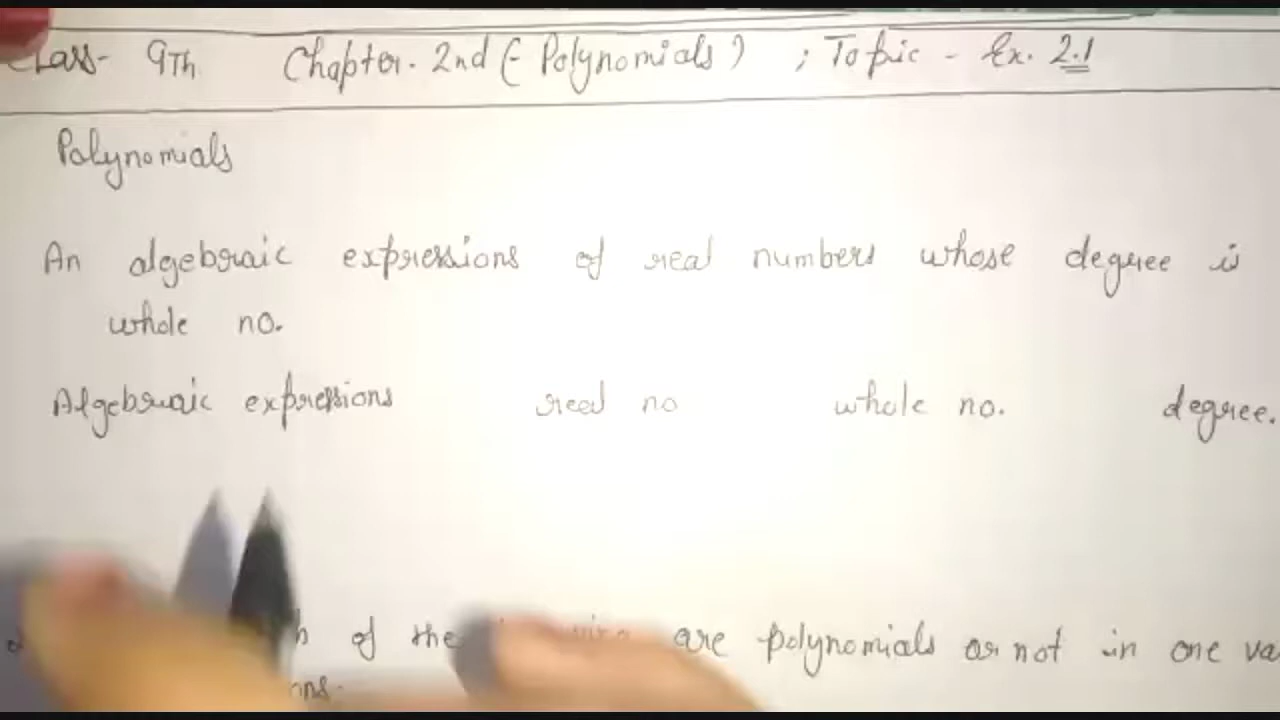 Class- 9Th Chapter. 2nd (- Polynomials) ; Topic - Ex. 2.1
Polynomials
An algebraic expressions of real numbers whose degree is
whole no.
Algebraic expressions real no whole no. degree.
of the are polynomials or not in one